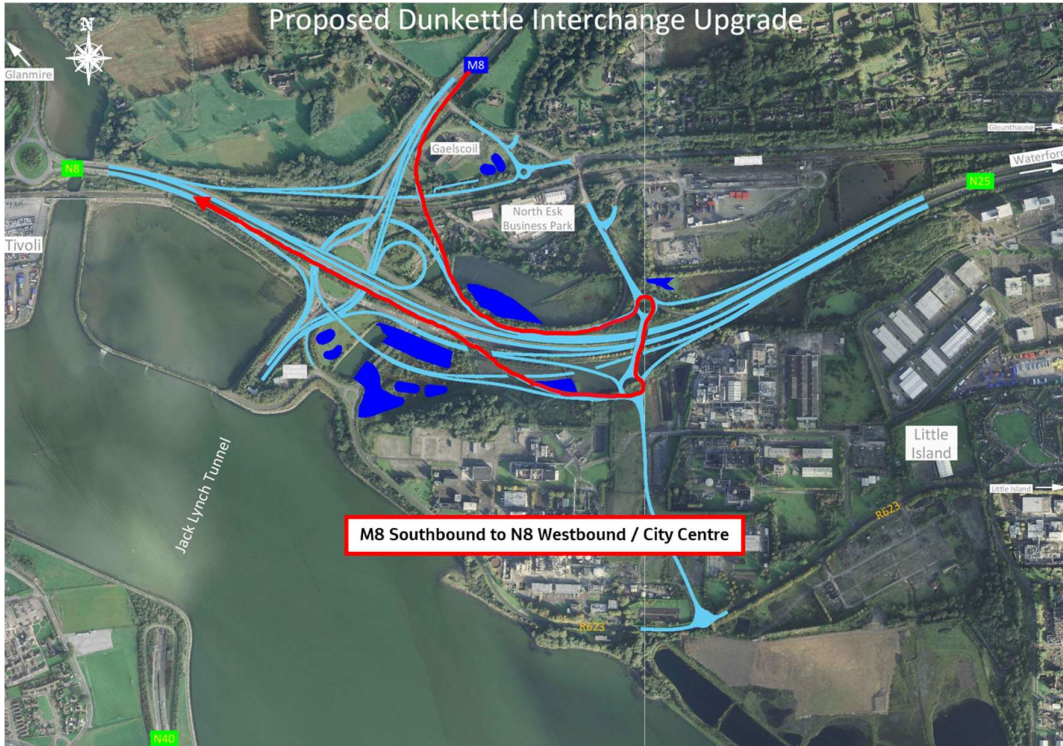 Proposed Dunkettle Interchange Upgrade
N
Glanmire
M8
Gaelscoil
Glounthaune
Waterford
N8
N25
North Esk
Business Park
Tivoli
Little
Island
Little Island
Jack Lynch Tunnel
R623
M8 Southbound to N8 Westbound / City Centre
R623
N40